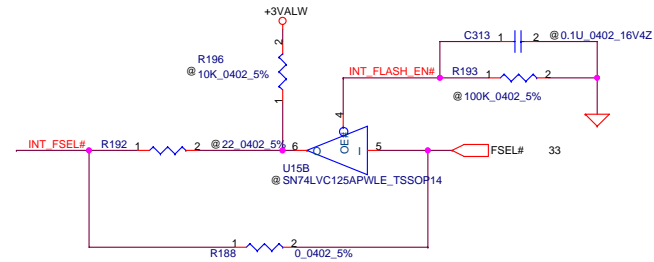 +3VALW
2
R196
@ 10K_0402_5%
1
C313 1 2 @ 0.1U_0402_16V4Z
INT_FLASH_EN# R193 1 2
@ 100K_0402_5%
4
OE#
INT_FSEL# R192 1 2 @ 22_0402_5% 6 O I 5 FSEL# 33
U15B
@ SN74LVC125APWLE_TSSOP14
R188 1 2 0_0402_5%